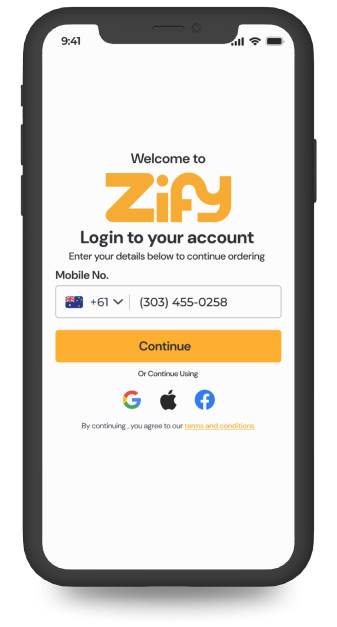 9:41
Welcome to
Zify
Login to your account
Enter your details below to continue ordering
Mobile No.
+61 (303) 455-0258
Continue
Or Continue Using
By continuing , you agree to our terms and conditions